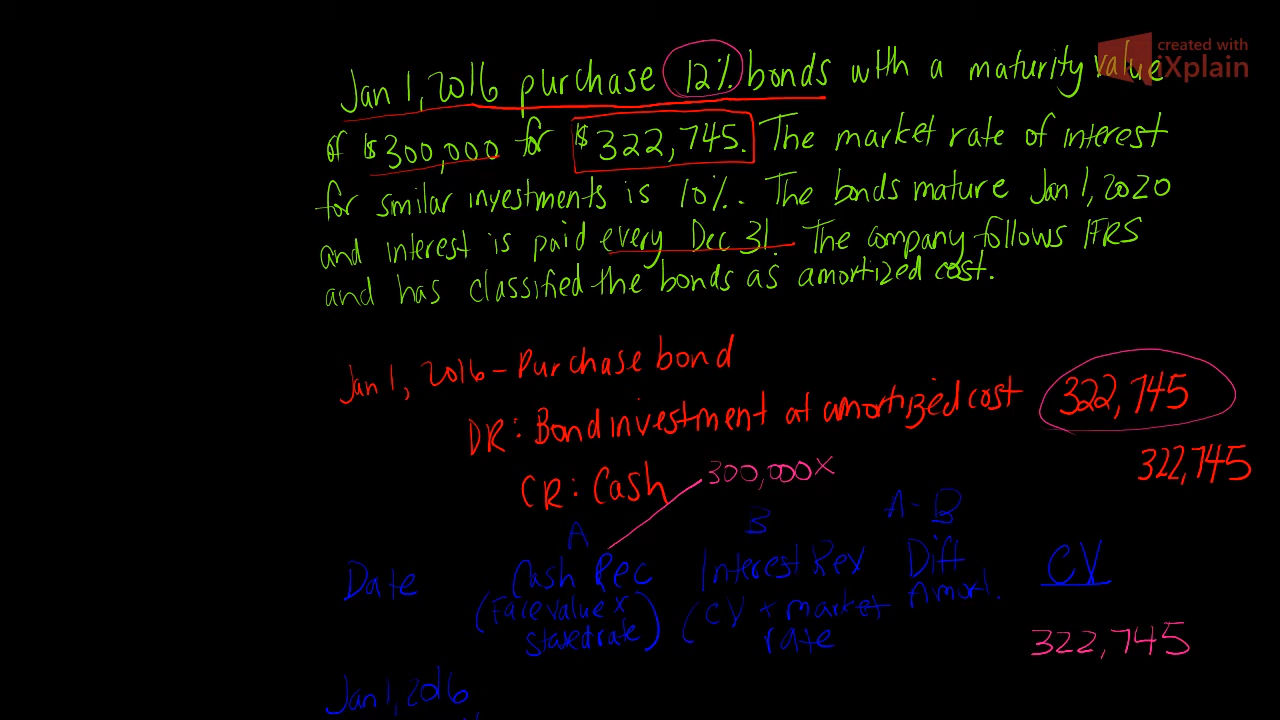 created with
iXplain
Jan 1, 2016 purchase 12% bonds with a maturity value
of $300,000 for $322,745. The market rate of interest
for similar investments is 10%. The bonds mature Jan 1, 2020
and interest is paid every Dec 31. The company follows IFRS
and has classified the bonds as amortized cost.
Jan 1, 2016 - Purchase bond
DR: Bond investment at amortized cost 322,745
CR: Cash 322,745
300,000 x
A B A - B
Date Cash Rec Interest Rev Diff CV
(Face value x (CV x market Amort.
stated rate) rate 322,745
Jan 1, 2016